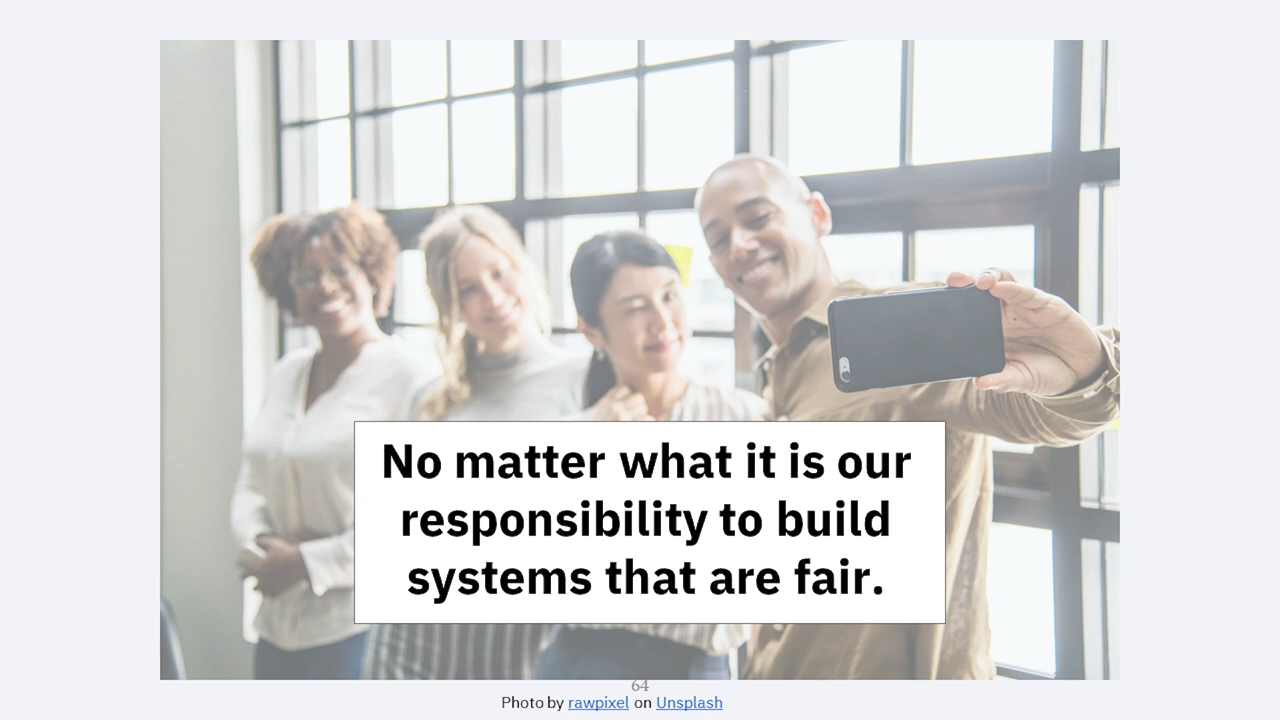 No matter what it is our
responsibility to build
systems that are fair.
64
Photo by rawpixel on Unsplash